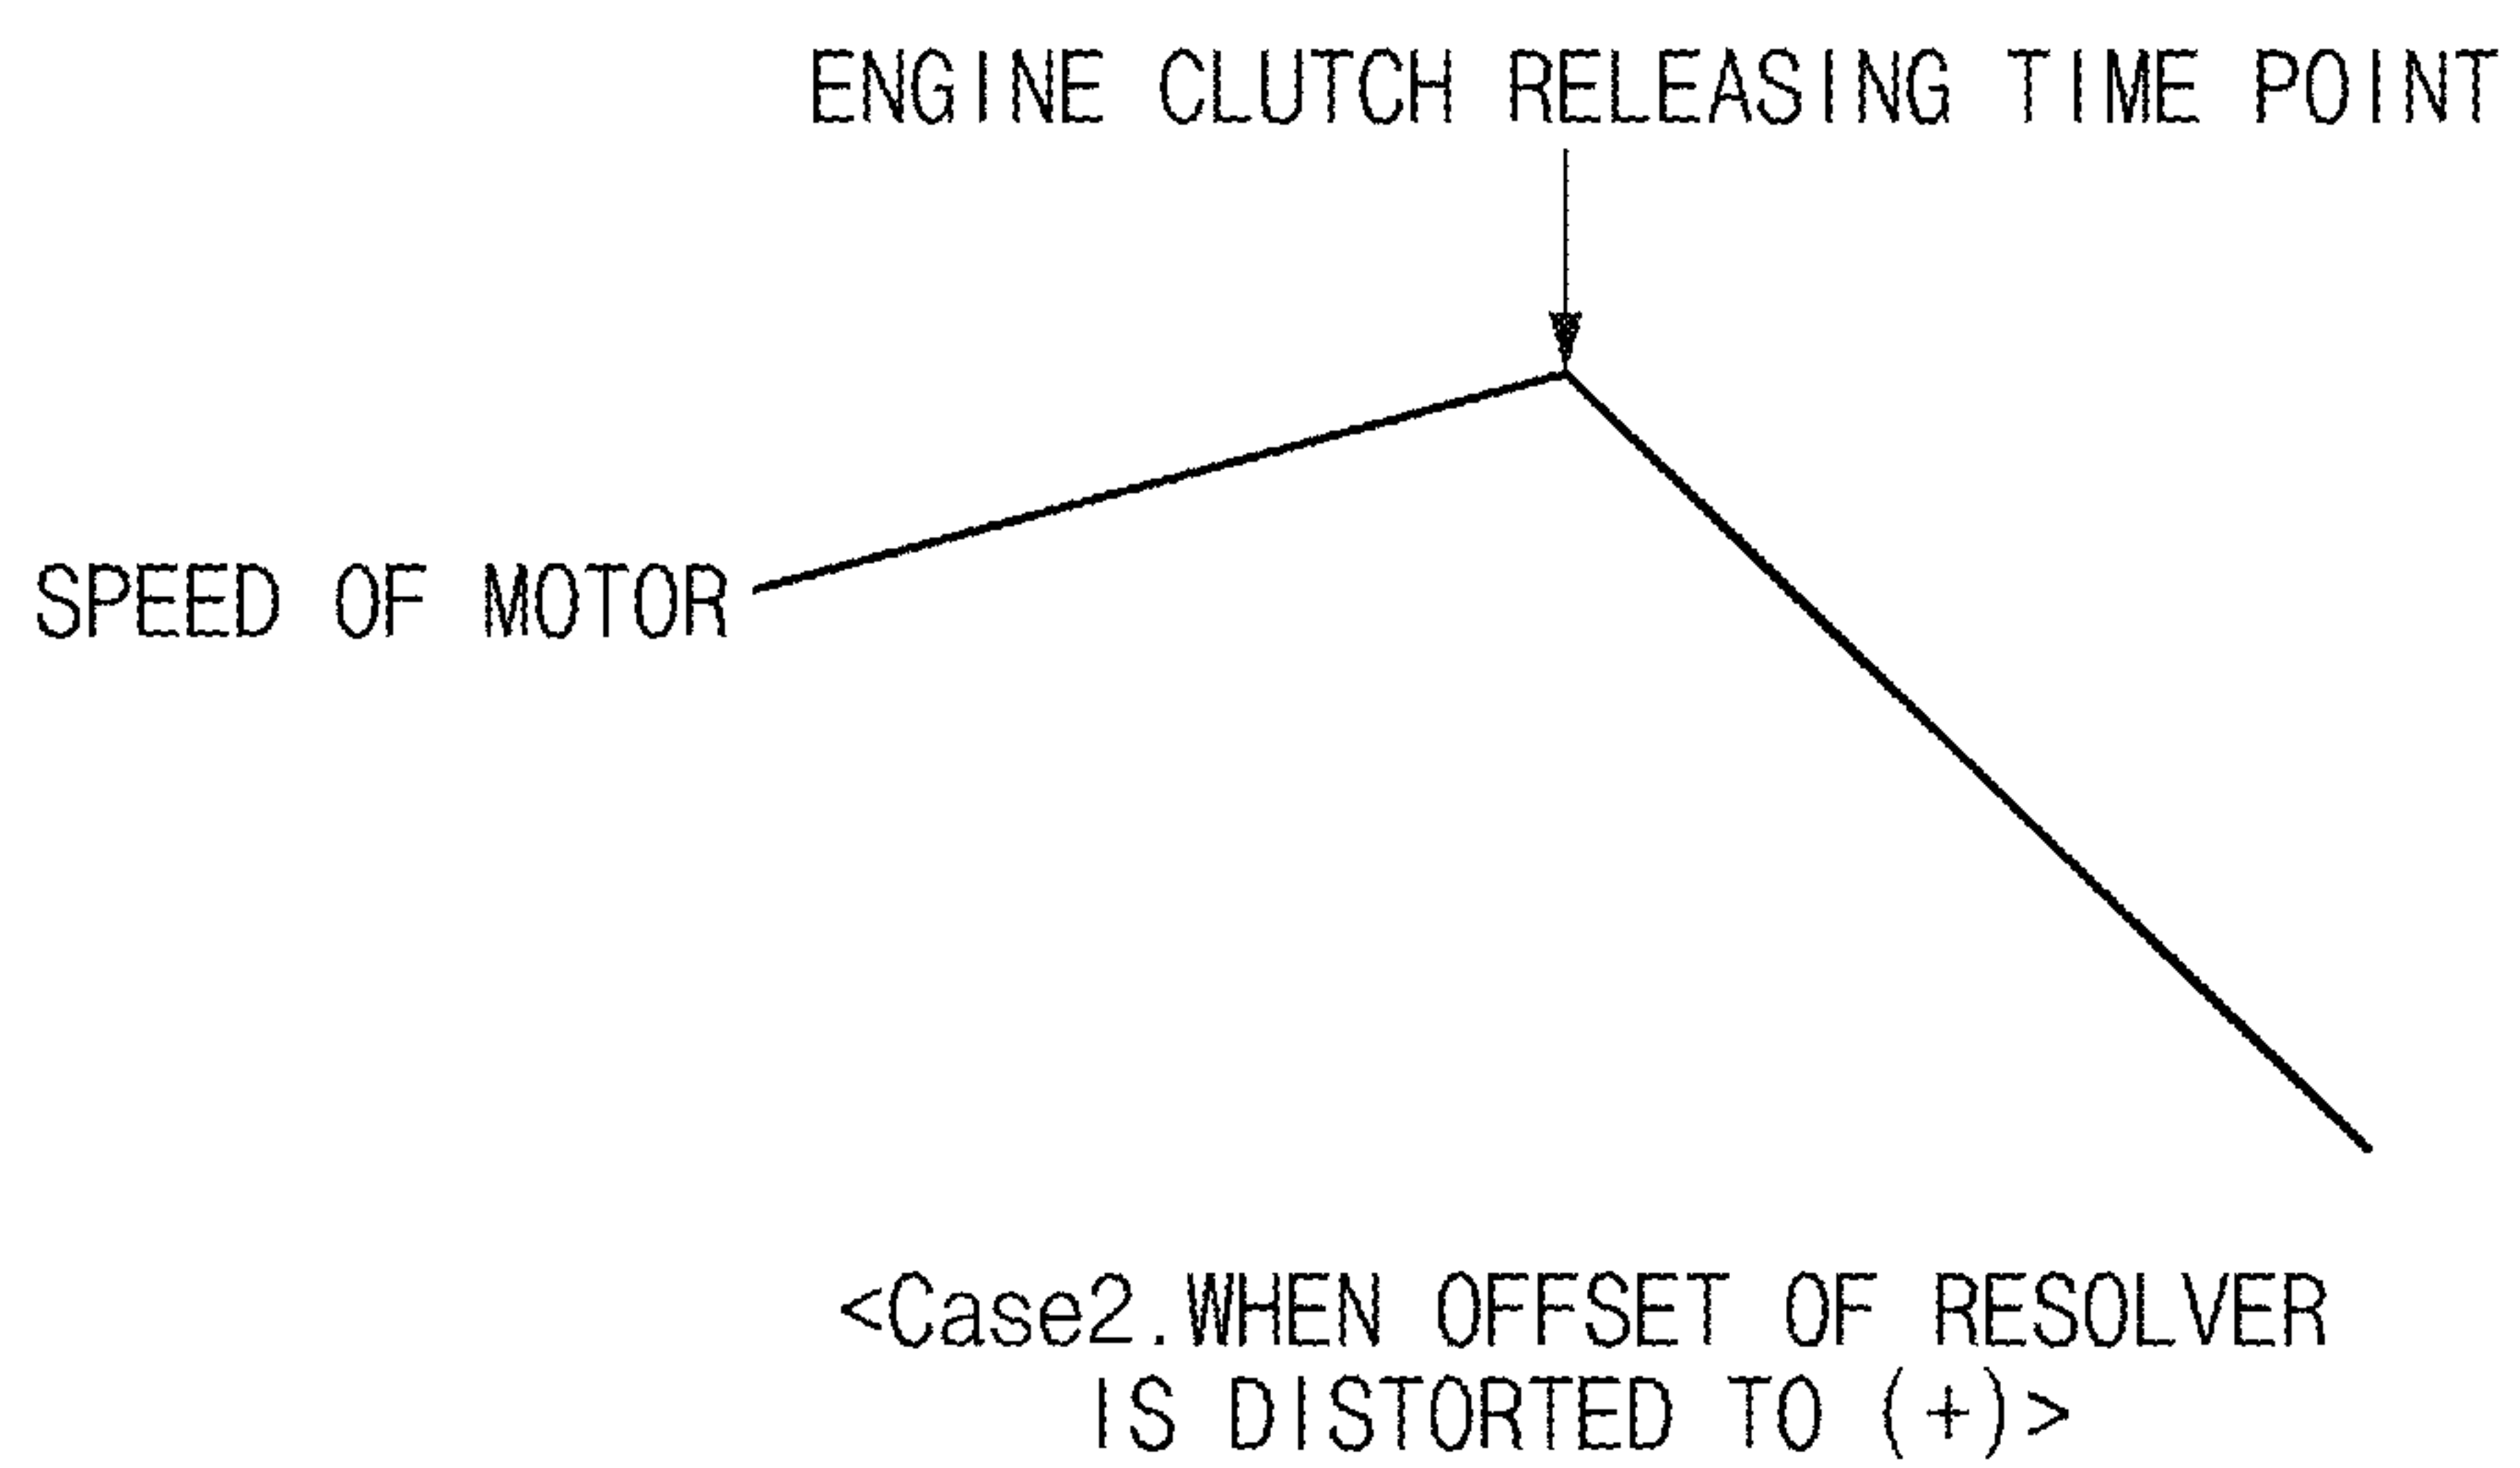 ENGINE CLUTCH RELEASING TIME POINT
SPEED OF MOTOR
<Case2.WHEN OFFSET OF RESOLVER
IS DISTORTED TO (+)>